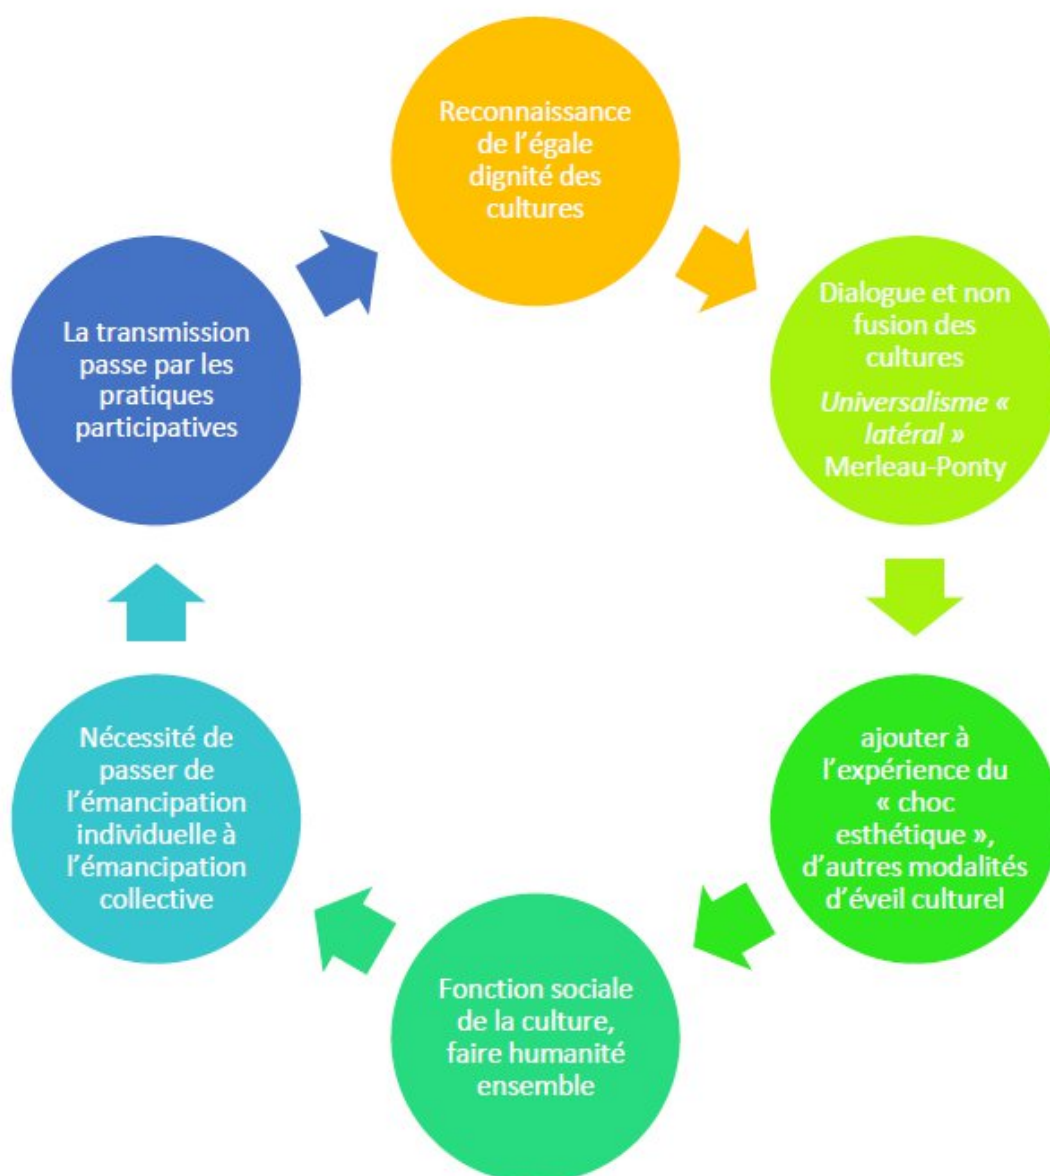 Reconnaissance
de l’égale
dignité des
cultures
Dialogue et non
fusion des
cultures
Universalisme «
latéral »
Merleau-Ponty
ajouter à
l’expérience du
« choc
esthétique »,
d’autres modalités
d’éveil culturel
Fonction sociale
de la culture,
faire humanité
ensemble
Nécessité de
passer de
l’émancipation
individuelle à
l’émancipation
collective
La transmission
passe par les
pratiques
participatives